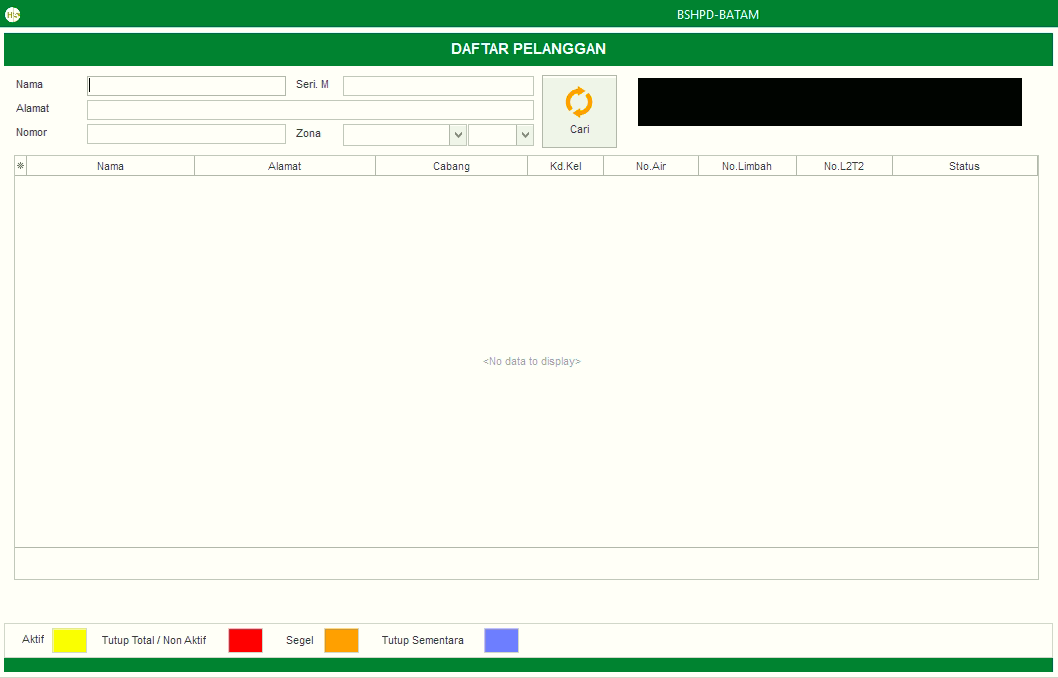 BSHPD-BATAM
DAFTAR PELANGGAN
Nama
Seri. M
Alamat
Nomor
Zona
Cari
Nama Alamat Cabang Kd.Kel No.Air No.Limbah No.L2T2 Status
<No data to display>
Aktif Tutup Total / Non Aktif Segel Tutup Sementara